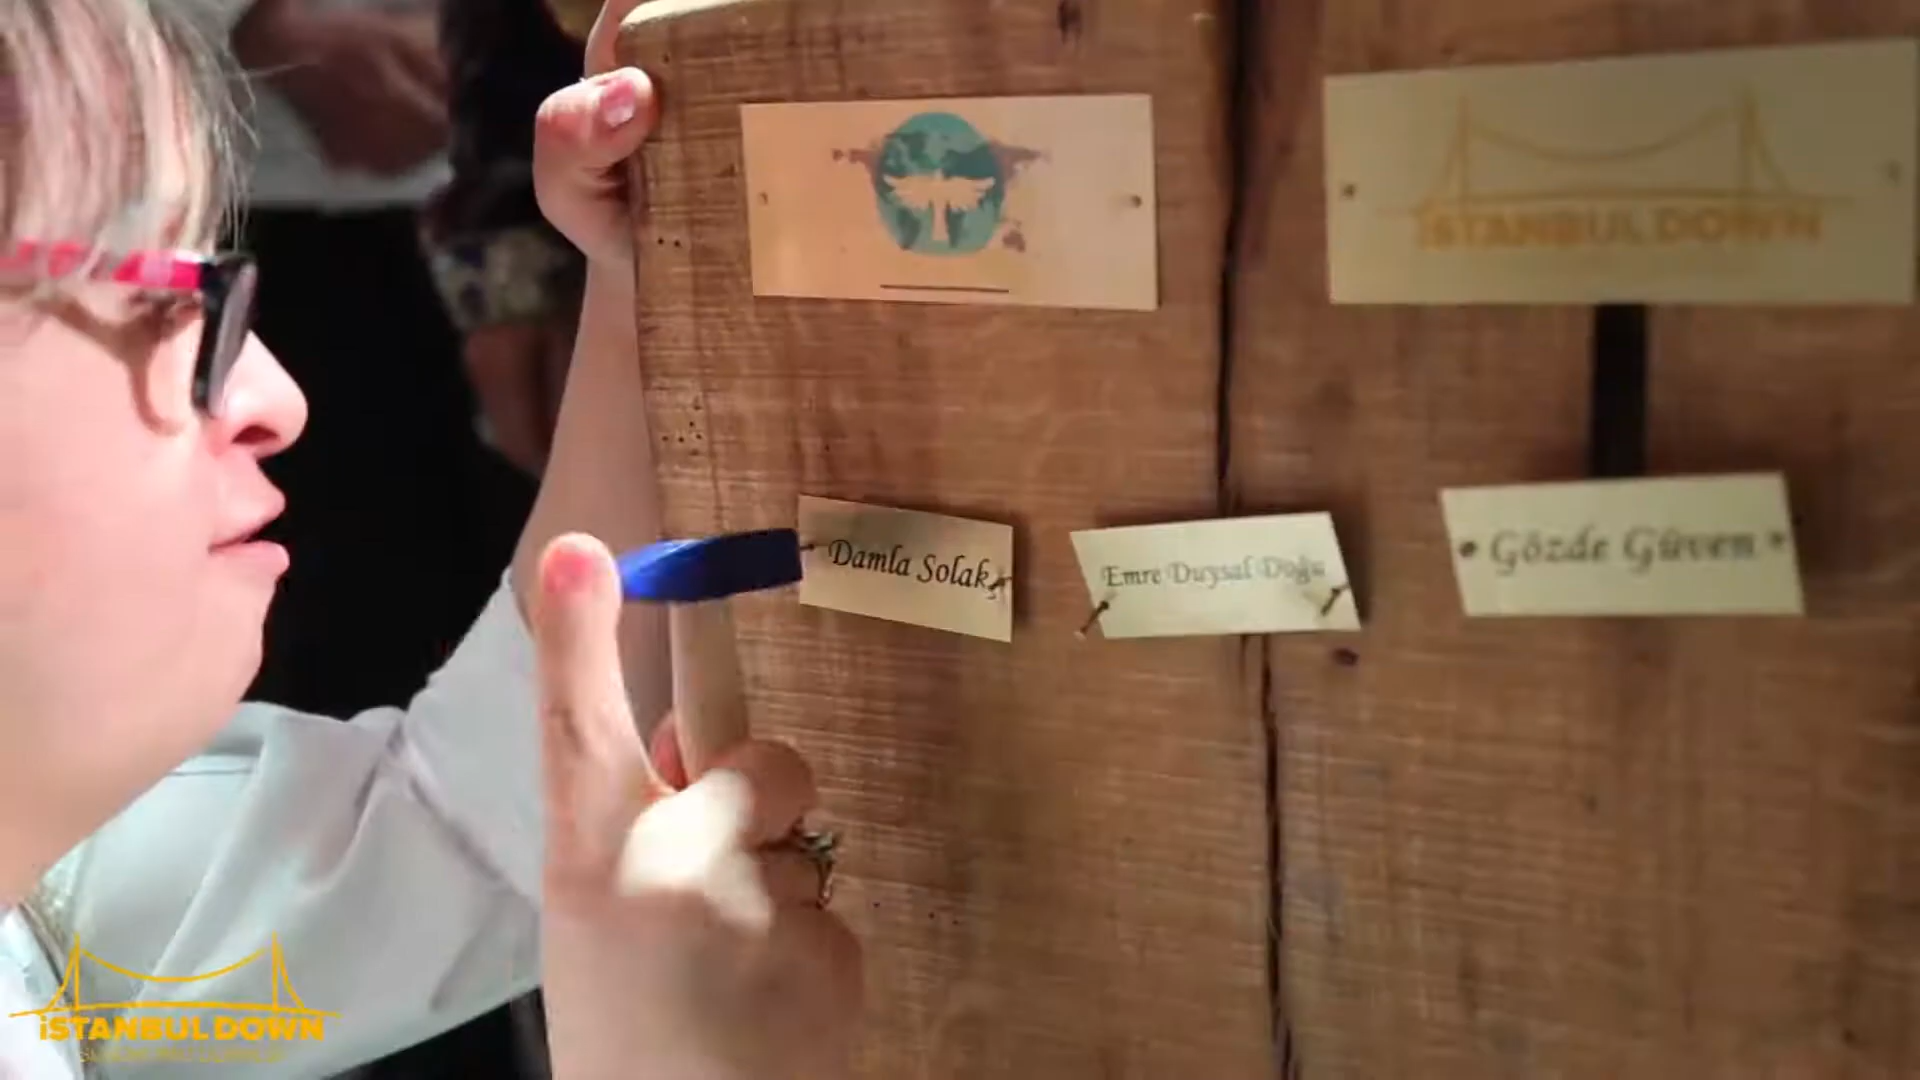 İSTANBUL DOWN
Damla Solak
Emre Duysal Doğu
Gözde Güven
İSTANBUL DOWN